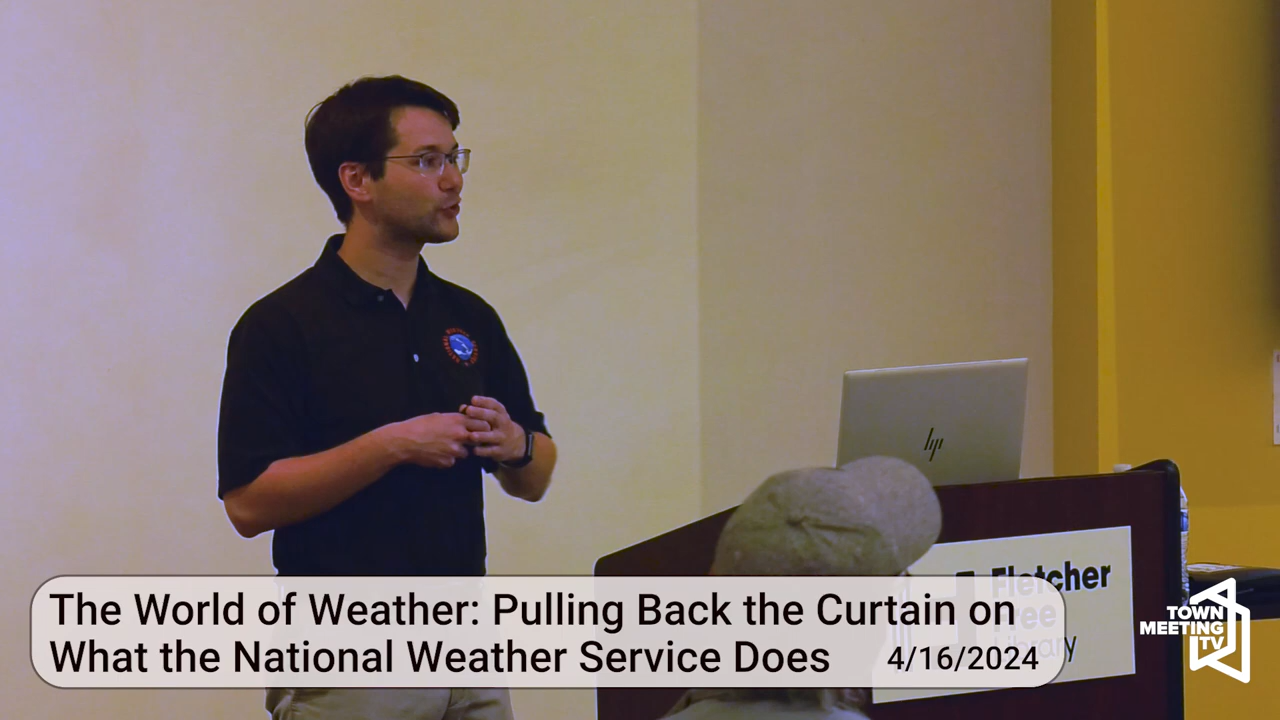 hp
Fletcher
Free
Library
The World of Weather: Pulling Back the Curtain on
What the National Weather Service Does
4/16/2024
TOWN
MEETING
TV